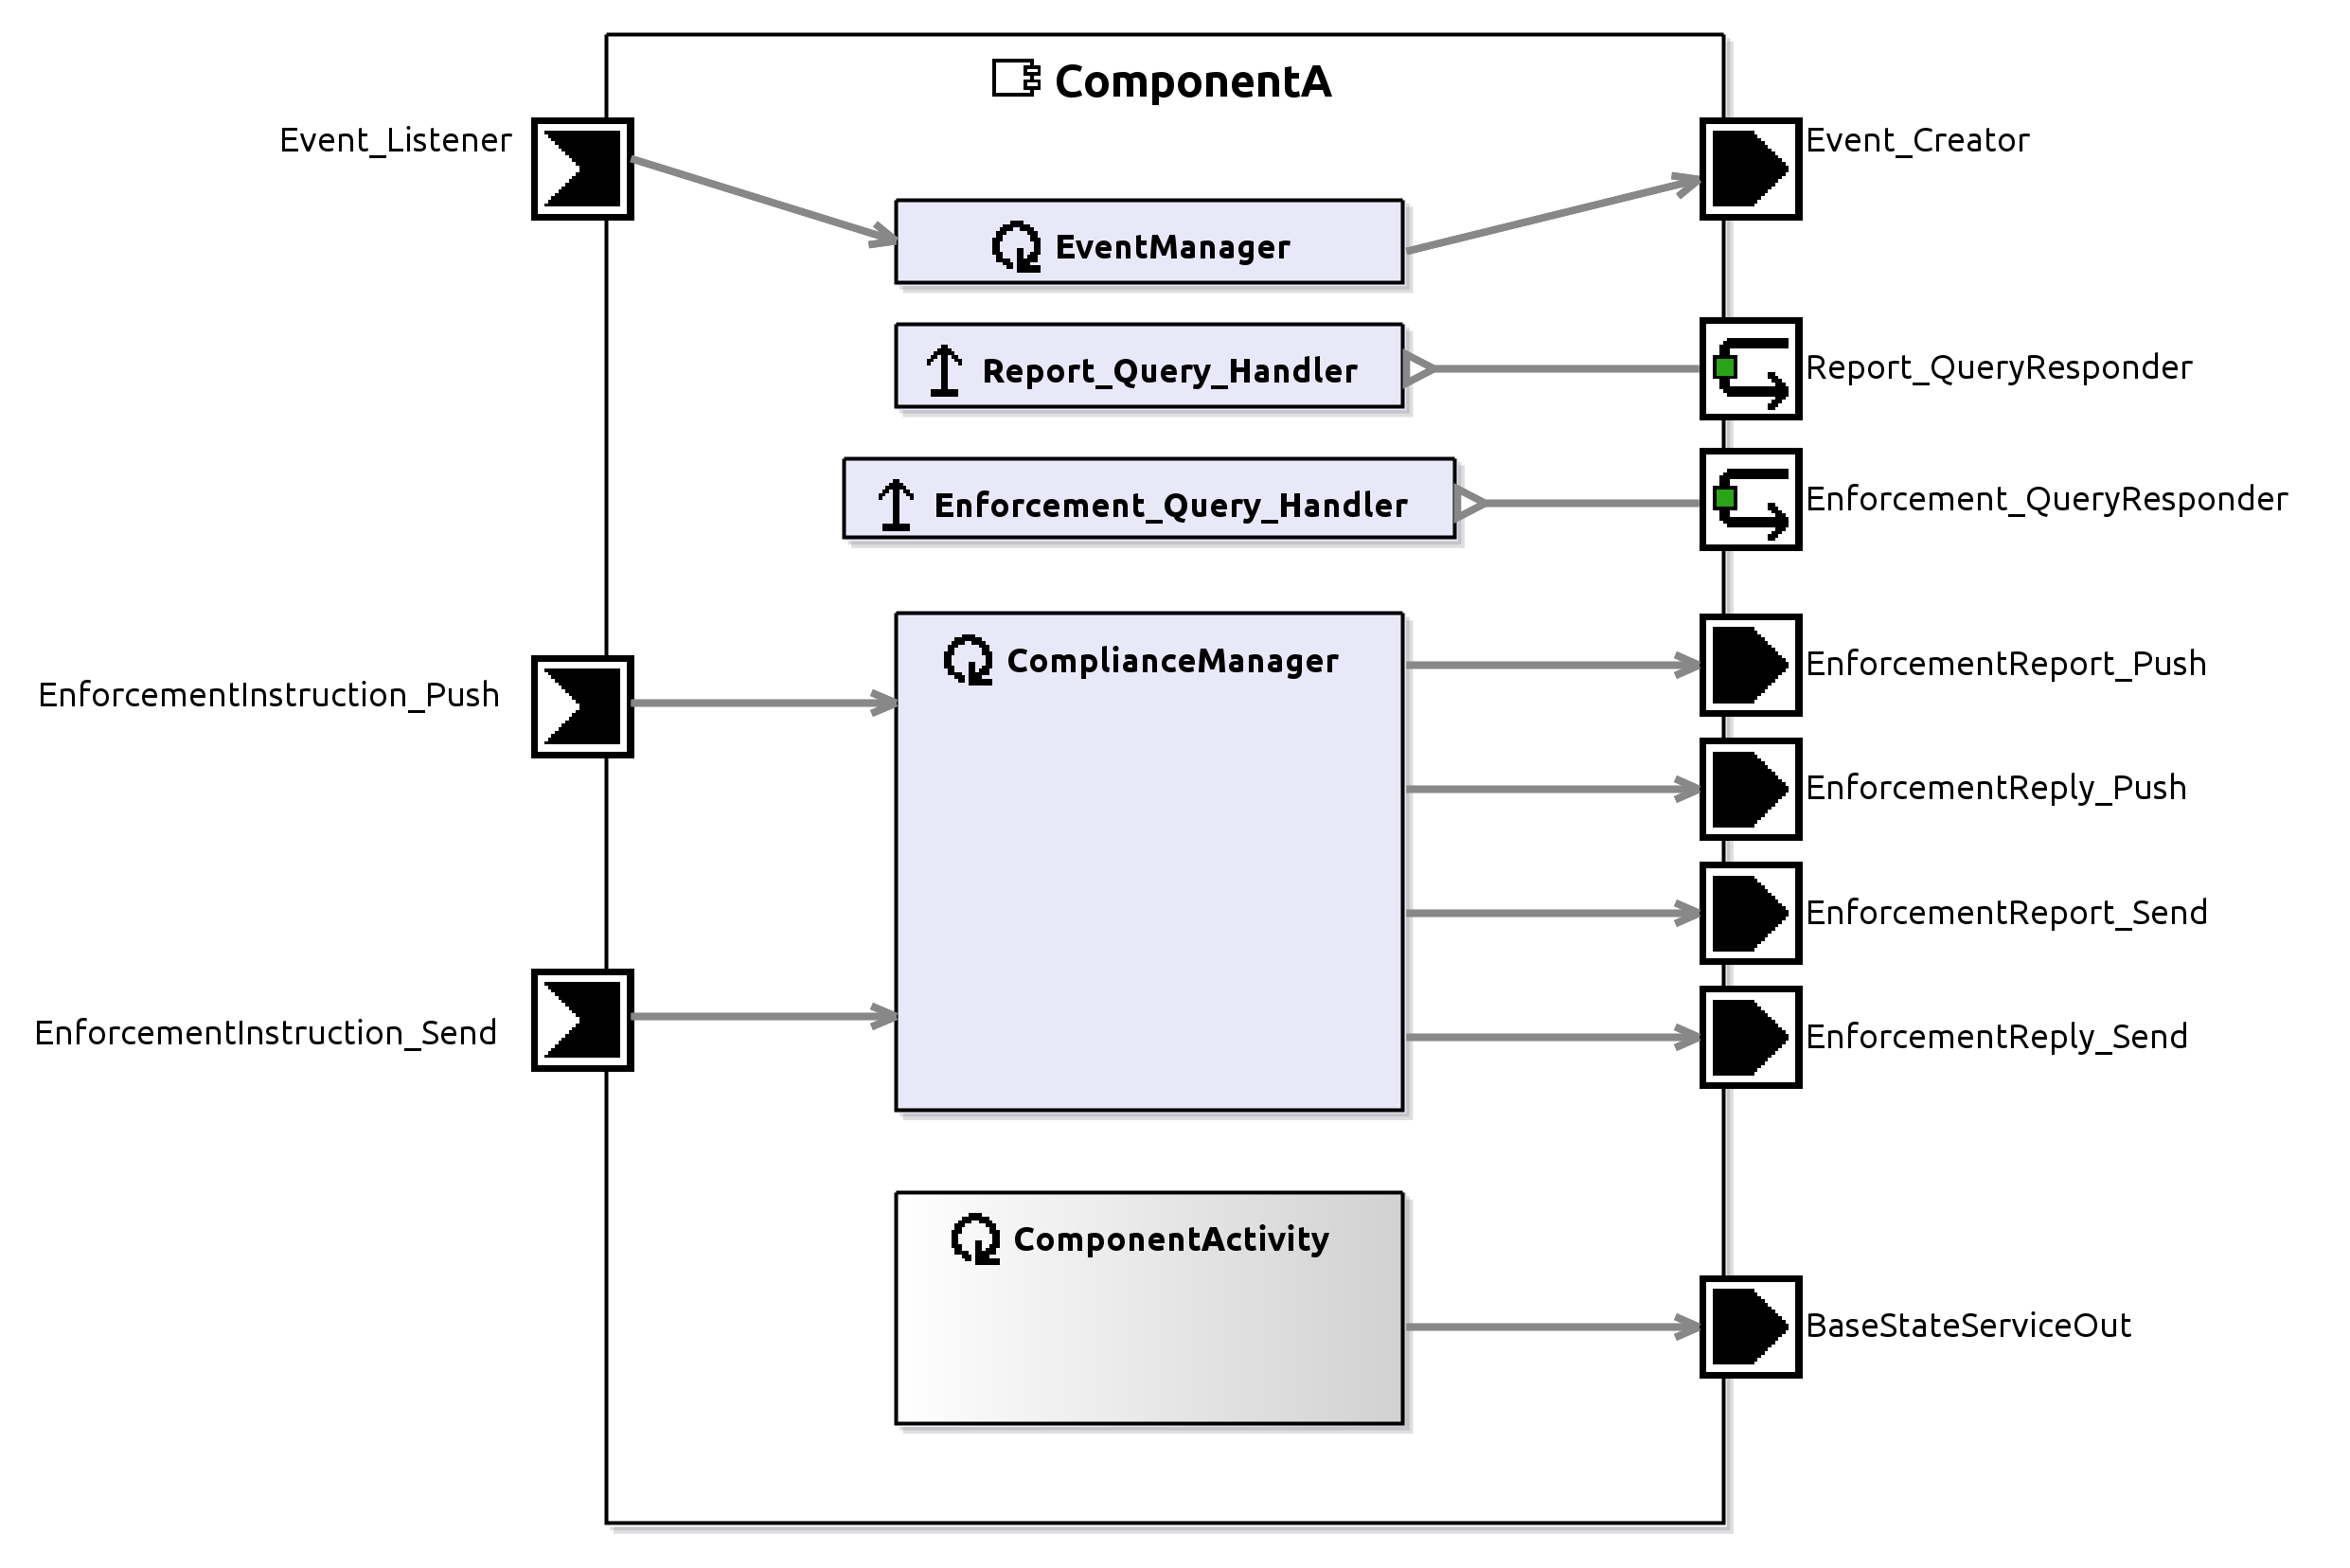 ComponentA
Event_Listener
Event_Creator
EventManager
Report_Query_Handler
Report_QueryResponder
Enforcement_Query_Handler
Enforcement_QueryResponder
ComplianceManager
EnforcementReport_Push
EnforcementInstruction_Push
EnforcementReply_Push
EnforcementReport_Send
EnforcementInstruction_Send
EnforcementReply_Send
ComponentActivity
BaseStateServiceOut